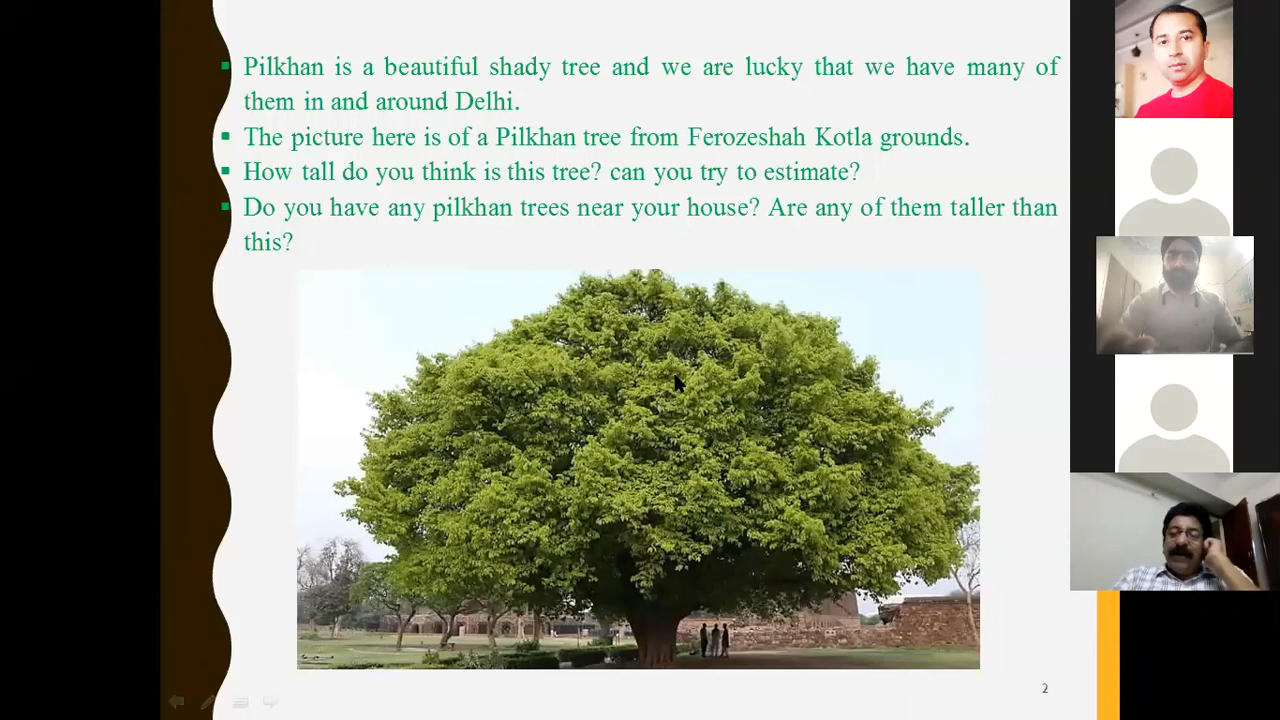 Pilkhan is a beautiful shady tree and we are lucky that we have many of
them in and around Delhi.
The picture here is of a Pilkhan tree from Ferozeshah Kotla grounds.
How tall do you think is this tree? can you try to estimate?
Do you have any pilkhan trees near your house? Are any of them taller than
this?
2